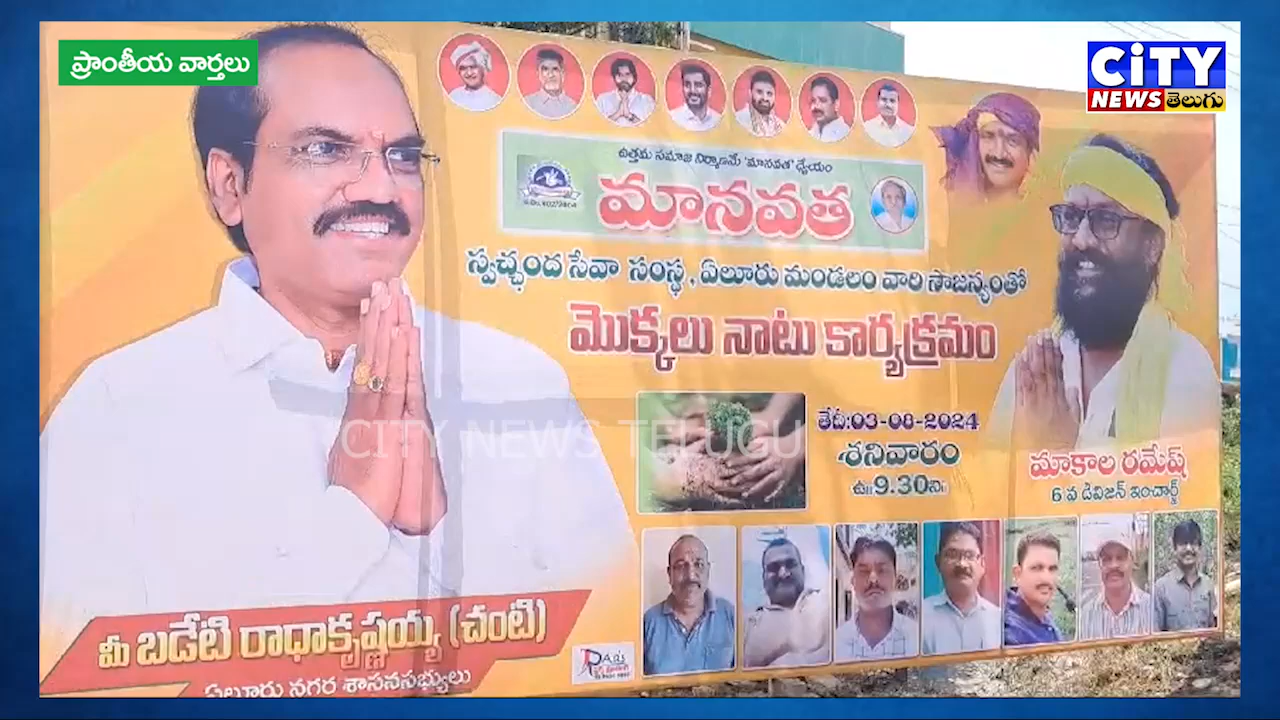 ప్రాంతీయ వార్తలు
CiTY
NEWS తెలుగు
ఉత్తమ సమాజ నిర్మాణమే 'మానవత' ధ్యేయం
మానవత
స్వచ్ఛంద సేవా సంస్థ, ఏలూరు మండలం వారి సౌజన్యంతో
మొక్కలు నాటు కార్యక్రమం
తేదీ:03-08-2024
శనివారం
ఉ॥9.30ని॥
CITY NEWS TELUGU
మాకాల రమేష్
6 వ డివిజన్ ఇంచార్జ్
మీ బడేటి రాధాకృష్ణయ్య (చంటి)
ఏలూరు నగర శాసనసభ్యులు